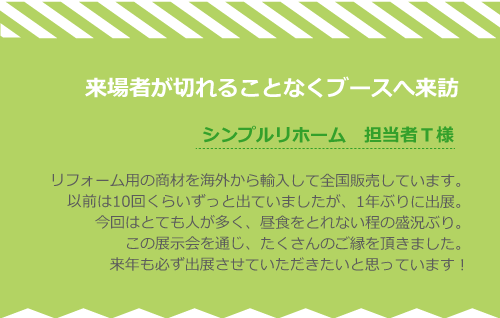 来場者が切れることなくブースへ来訪
シンプルリホーム　担当者Ｔ様
リフォーム用の商材を海外から輸入して全国販売しています。
以前は10回くらいずっと出ていましたが、1年ぶりに出展。
今回はとても人が多く、昼食をとれない程の盛況ぶり。
この展示会を通じ、たくさんのご縁を頂きました。
来年も必ず出展させていただきたいと思っています！